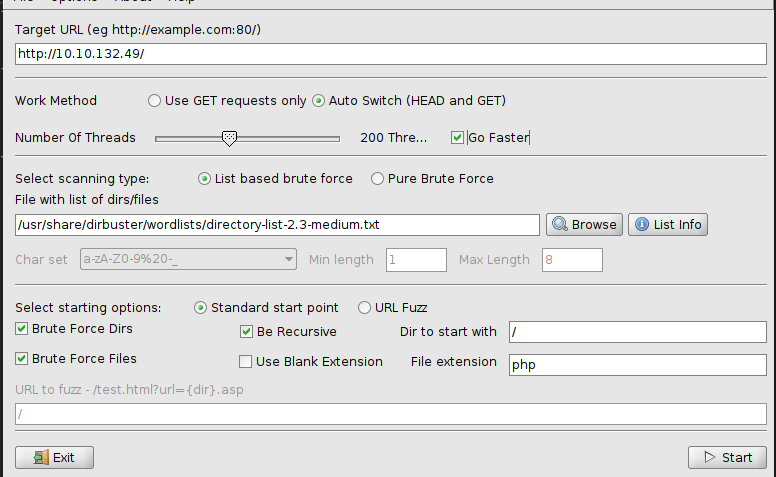 Target URL (eg http://example.com:80/)
http://10.10.132.49/
Work Method Use GET requests only Auto Switch (HEAD and GET)
Number Of Threads 200 Thre... Go Faster
Select scanning type: List based brute force Pure Brute Force
File with list of dirs/files
/usr/share/dirbuster/wordlists/directory-list-2.3-medium.txt Browse List Info
Char set a-zA-Z0-9%20-_ Min length 1 Max Length 8
Select starting options: Standard start point URL Fuzz
Brute Force Dirs Be Recursive Dir to start with /
Brute Force Files Use Blank Extension File extension php
URL to fuzz - /test.html?url={dir}.asp
/
Exit Start